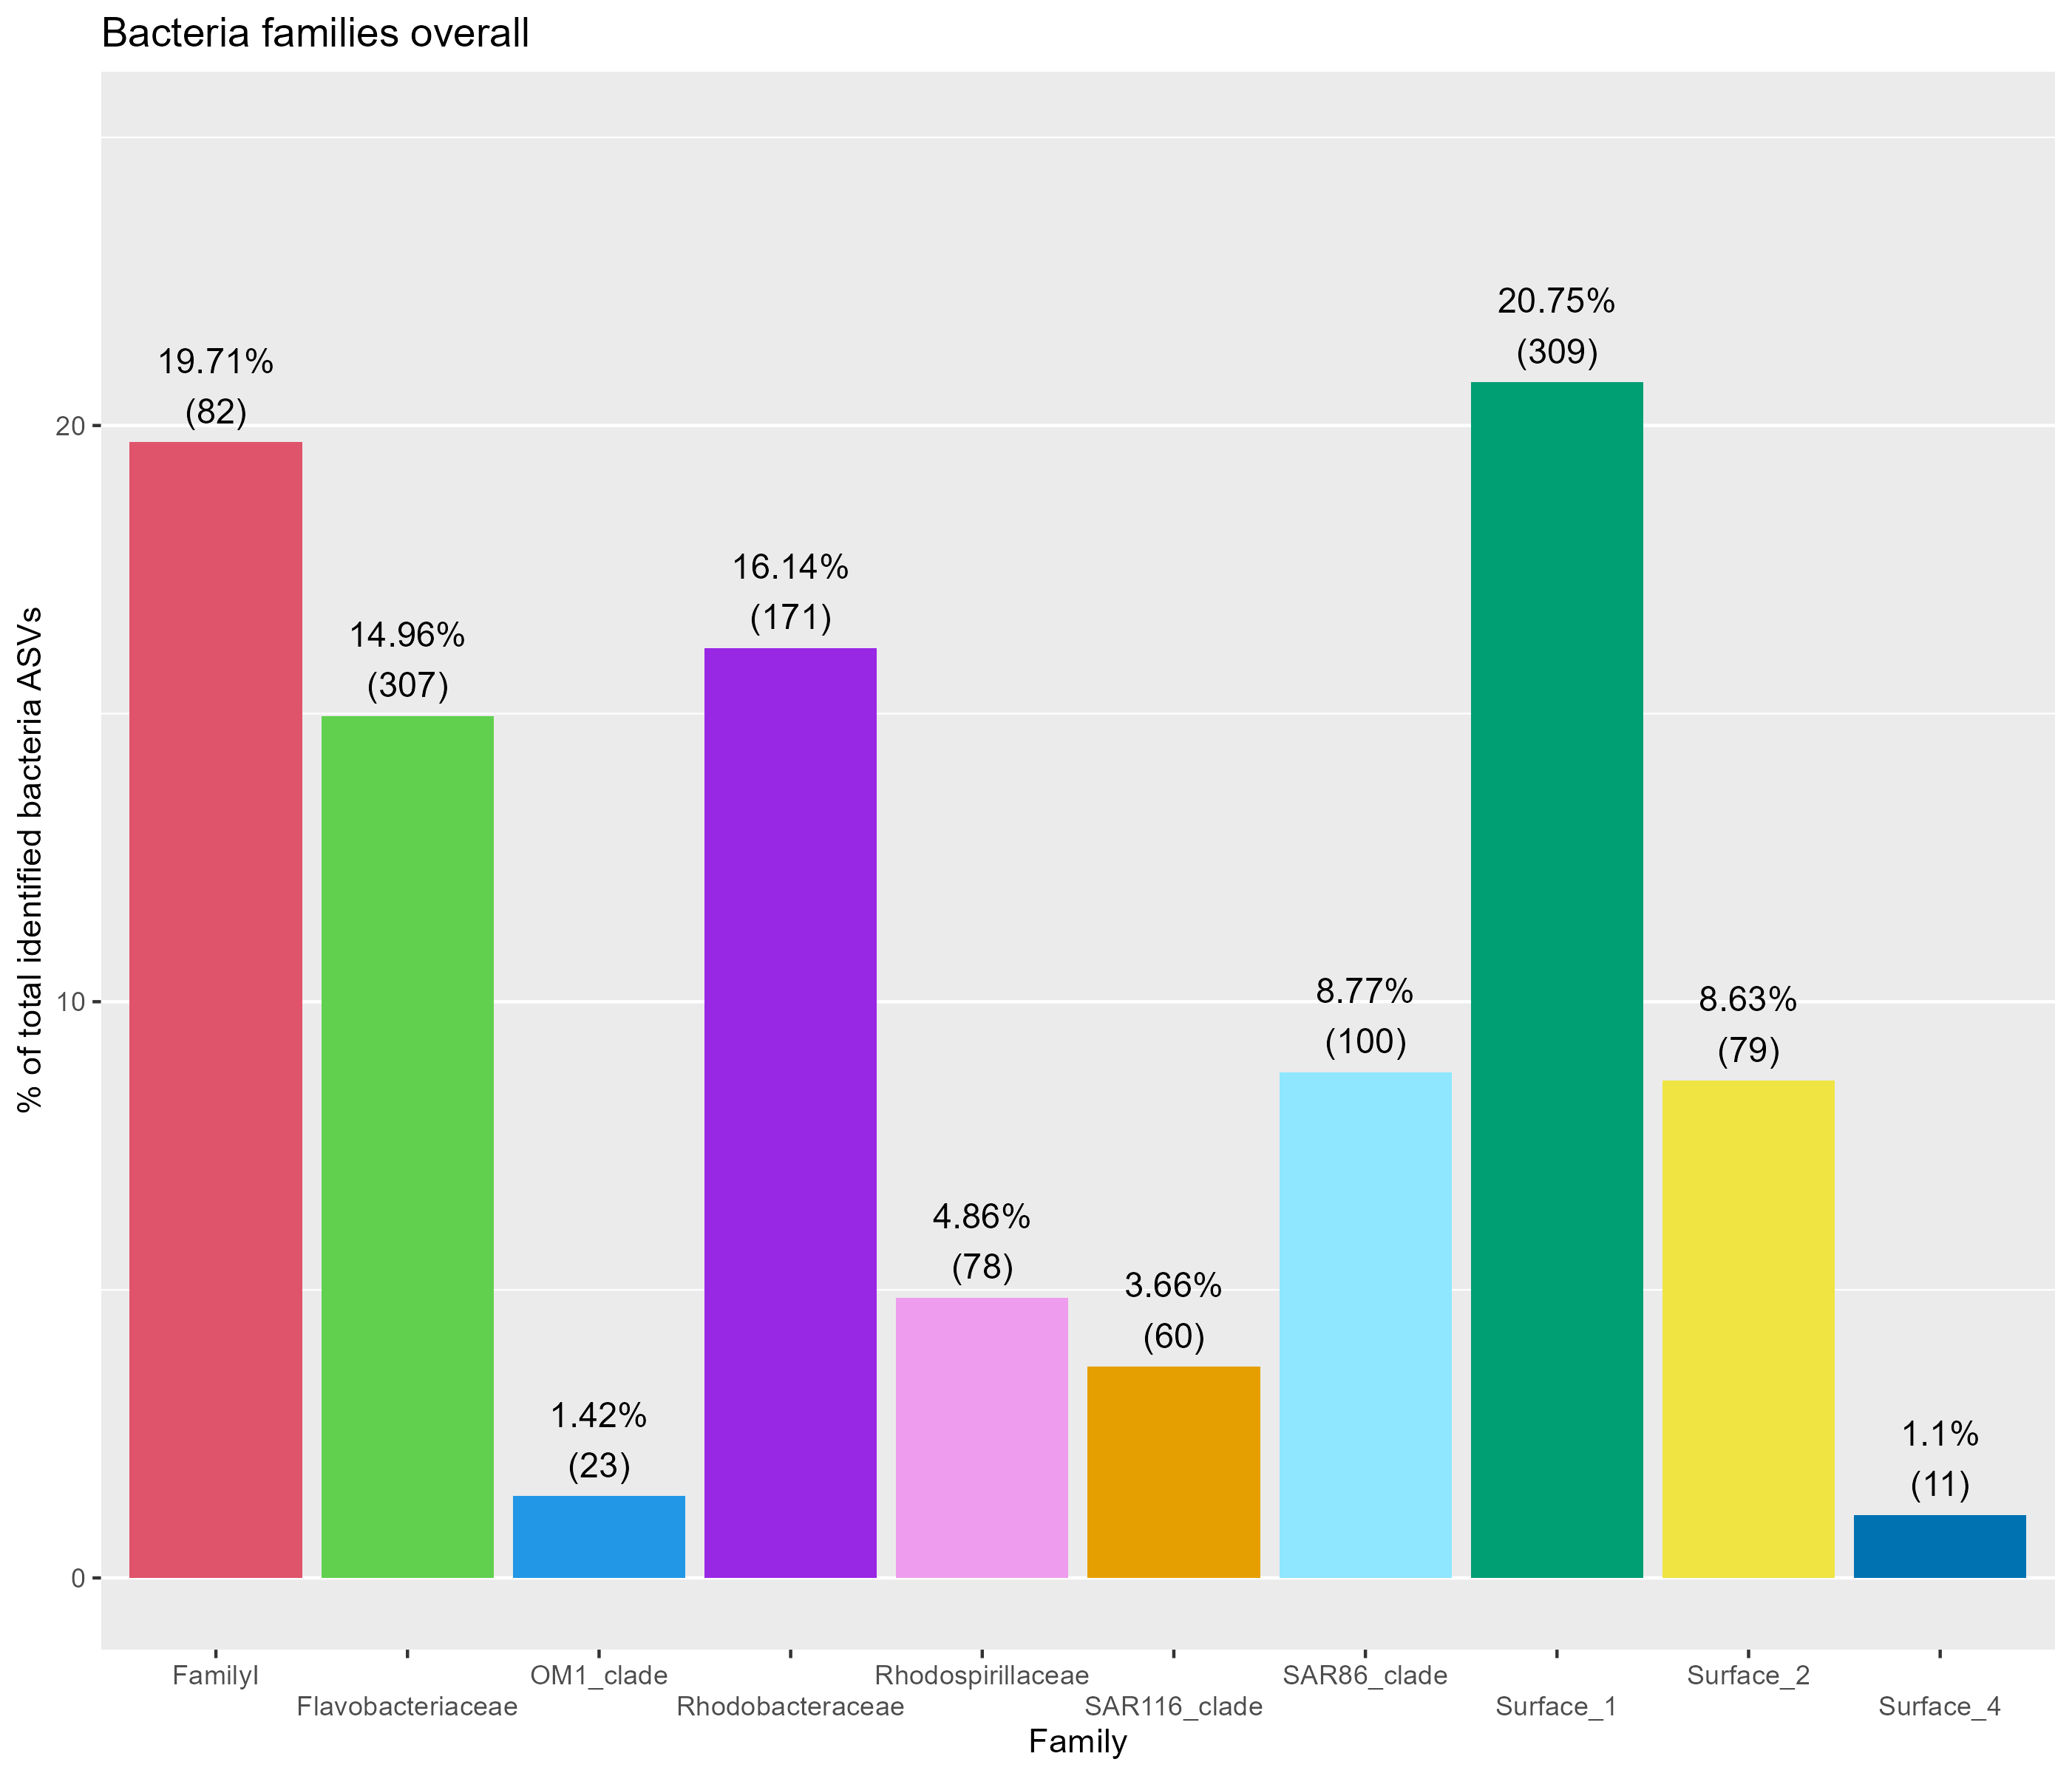 Bacteria families overall
% of total identified bacteria ASVs
20
10
0
19.71%
(82)
14.96%
(307)
1.42%
(23)
16.14%
(171)
4.86%
(78)
3.66%
(60)
8.77%
(100)
20.75%
(309)
8.63%
(79)
1.1%
(11)
FamilyI
Flavobacteriaceae
OM1_clade
Rhodobacteraceae
Rhodospirillaceae
SAR116_clade
SAR86_clade
Surface_1
Surface_2
Surface_4
Family